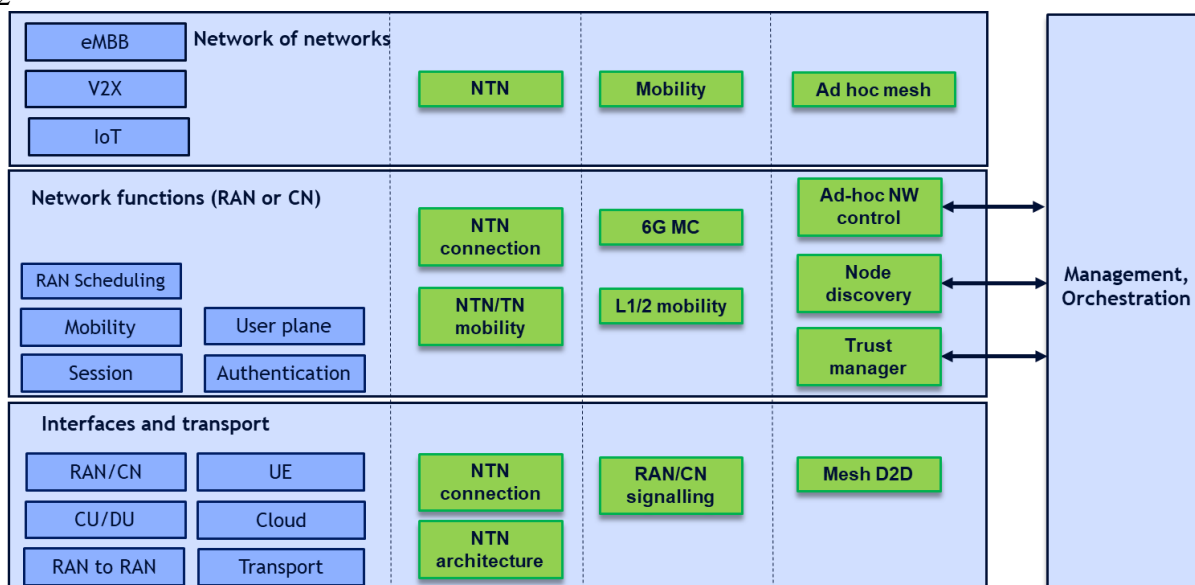 eMBB
Network of networks
V2X
IoT
NTN
Mobility
Ad hoc mesh
Network functions (RAN or CN)
RAN Scheduling
Mobility
User plane
Session
Authentication
NTN
connection
NTN/TN
mobility
6G MC
L1/2 mobility
Ad-hoc NW
control
Node
discovery
Trust
manager
Interfaces and transport
RAN/CN
UE
CU/DU
Cloud
RAN to RAN
Transport
NTN
connection
NTN
architecture
RAN/CN
signalling
Mesh D2D
Management,
Orchestration